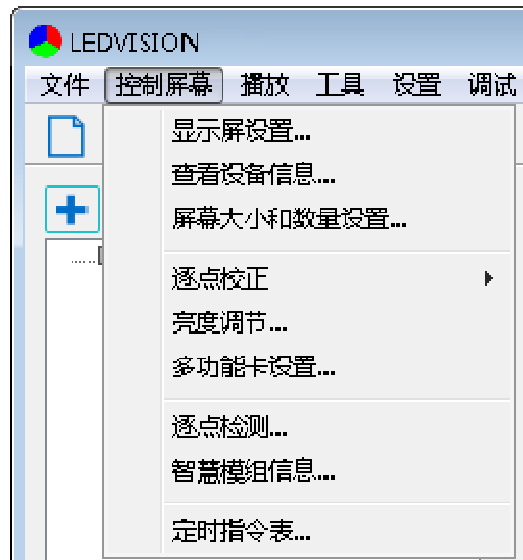 LEDVISION
文件 控制屏幕 播放 工具 设置 调试
显示屏设置...
查看设备信息...
屏幕大小和数量设置...
逐点校正
亮度调节...
多功能卡设置...
逐点检测...
智慧模组信息...
定时指令表...